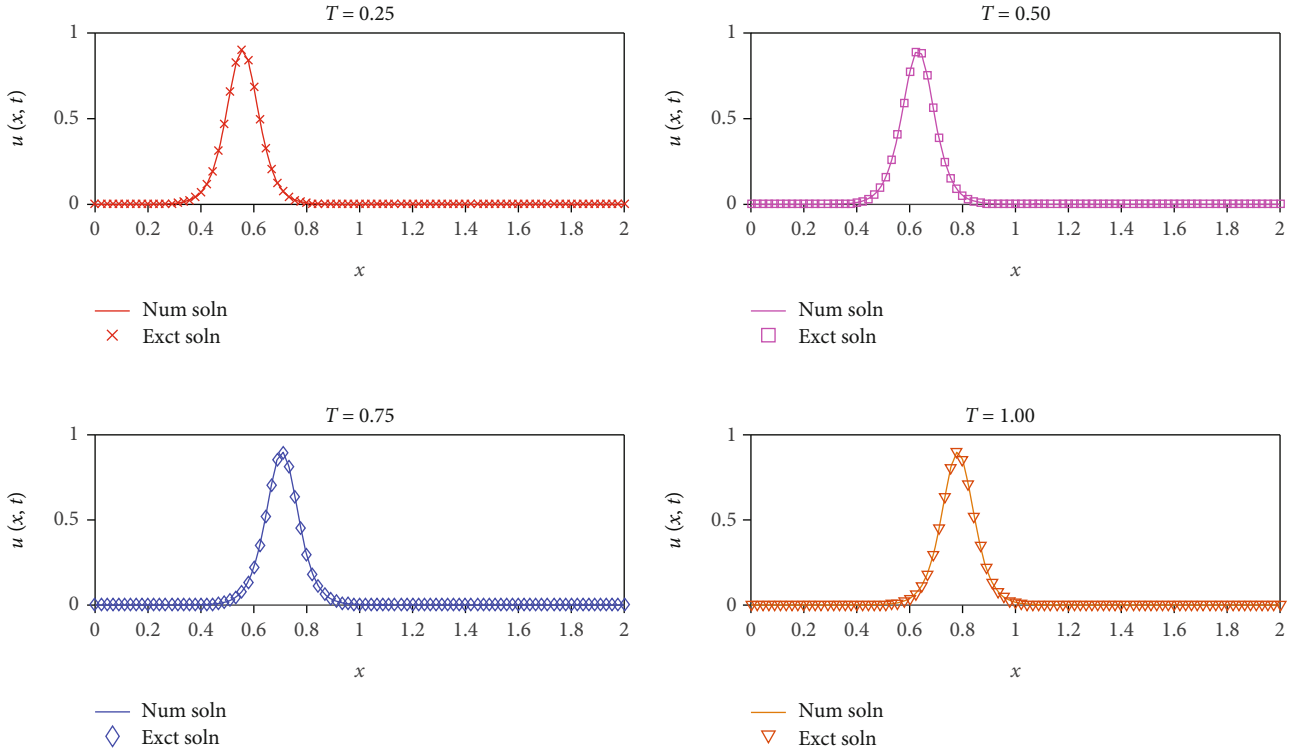 T = 0.25
1
0.5
0
u (x, t)
0 0.2 0.4 0.6 0.8 1 1.2 1.4 1.6 1.8 2
x
Num soln
Exct soln
T = 0.50
1
0.5
0
u (x, t)
0 0.2 0.4 0.6 0.8 1 1.2 1.4 1.6 1.8 2
x
Num soln
Exct soln
T = 0.75
1
0.5
0
u (x, t)
0 0.2 0.4 0.6 0.8 1 1.2 1.4 1.6 1.8 2
x
Num soln
Exct soln
T = 1.00
1
0.5
0
u (x, t)
0 0.2 0.4 0.6 0.8 1 1.2 1.4 1.6 1.8 2
x
Num soln
Exct soln